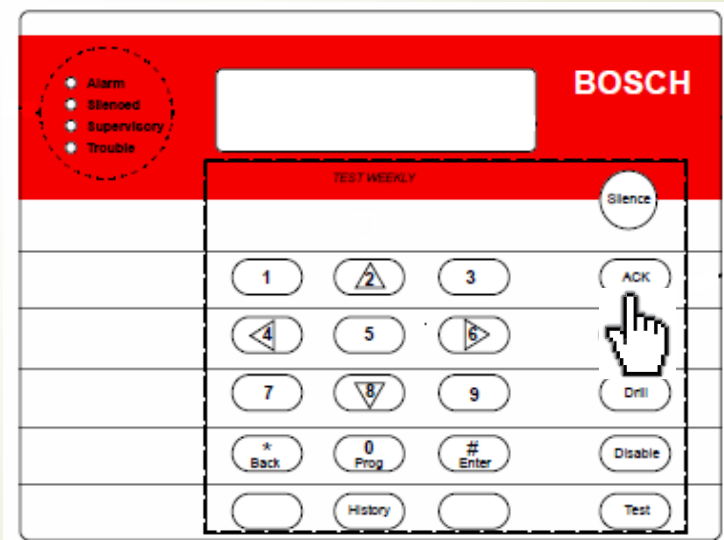 Alarm
Silenced
Supervisory
Trouble
BOSCH
TEST WEEKLY
Silence
1 2 3 ACK
4 5 6
7 8 9 Drill
* 0 # Disable
Back Prog Enter
History Test